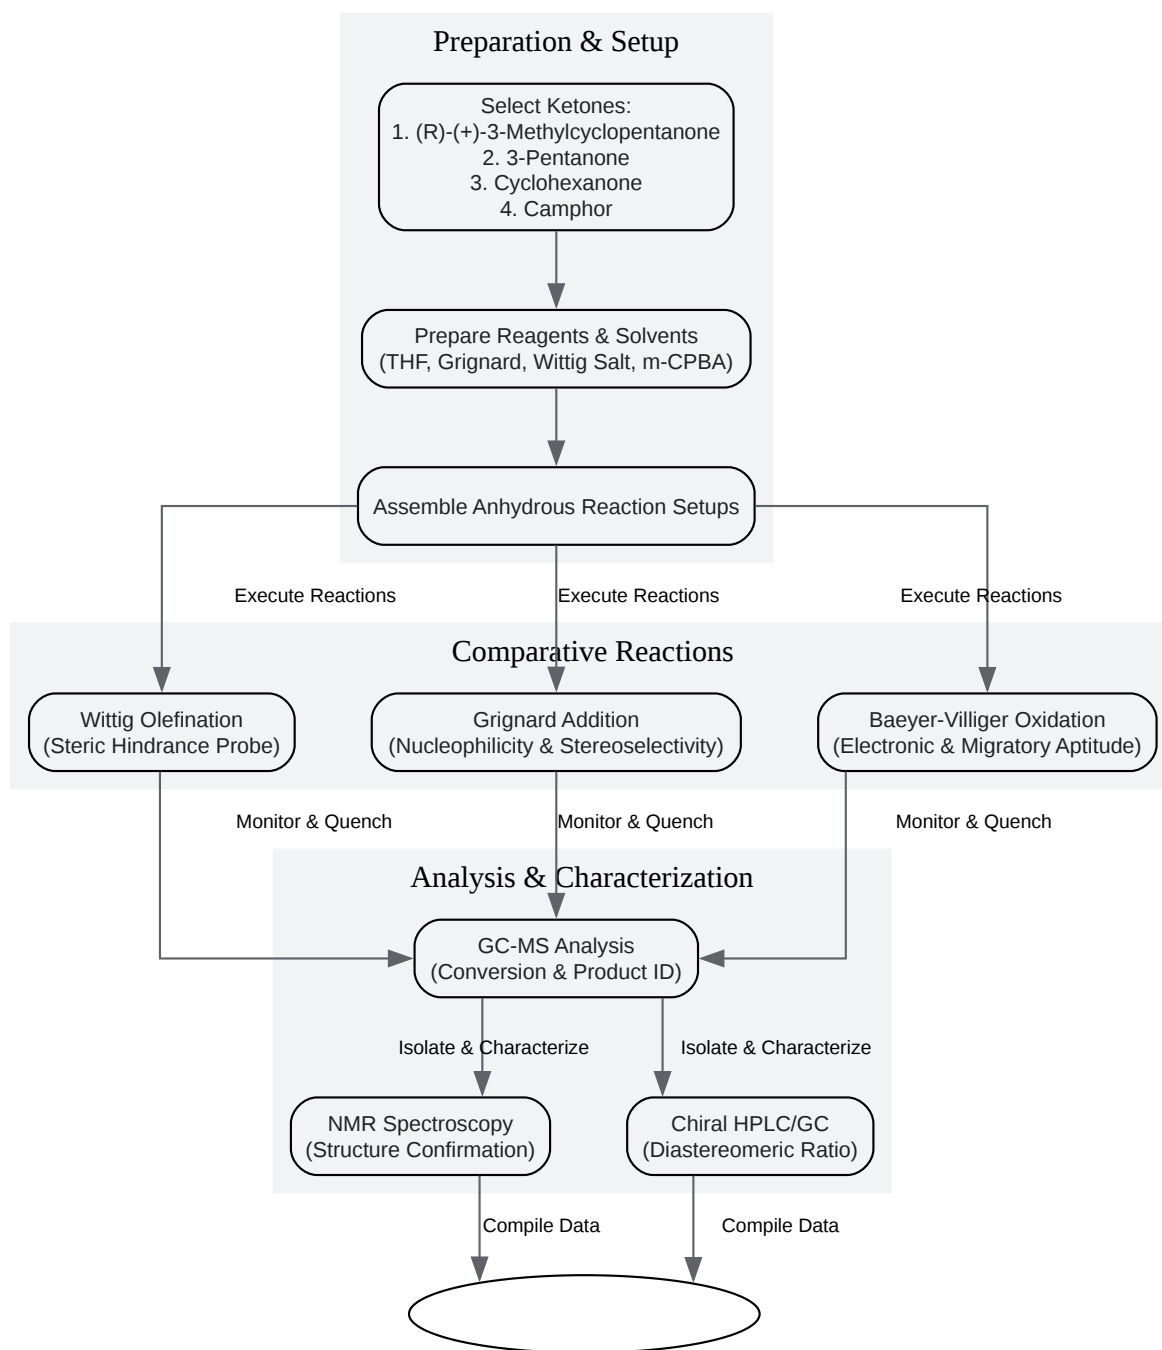 Preparation & Setup
Select Ketones:
1. (R)-(+)-3-Methylcyclopentanone
2. 3-Pentanone
3. Cyclohexanone
4. Camphor
Prepare Reagents & Solvents
(THF, Grignard, Wittig Salt, m-CPBA)
Assemble Anhydrous Reaction Setups
Execute Reactions
Execute Reactions
Execute Reactions
Comparative Reactions
Wittig Olefination
(Steric Hindrance Probe)
Grignard Addition
(Nucleophilicity & Stereoselectivity)
Baeyer-Villiger Oxidation
(Electronic & Migratory Aptitude)
Monitor & Quench
Monitor & Quench
Monitor & Quench
Analysis & Characterization
GC-MS Analysis
(Conversion & Product ID)
Isolate & Characterize
Isolate & Characterize
NMR Spectroscopy
(Structure Confirmation)
Chiral HPLC/GC
(Diastereomeric Ratio)
Compile Data
Compile Data